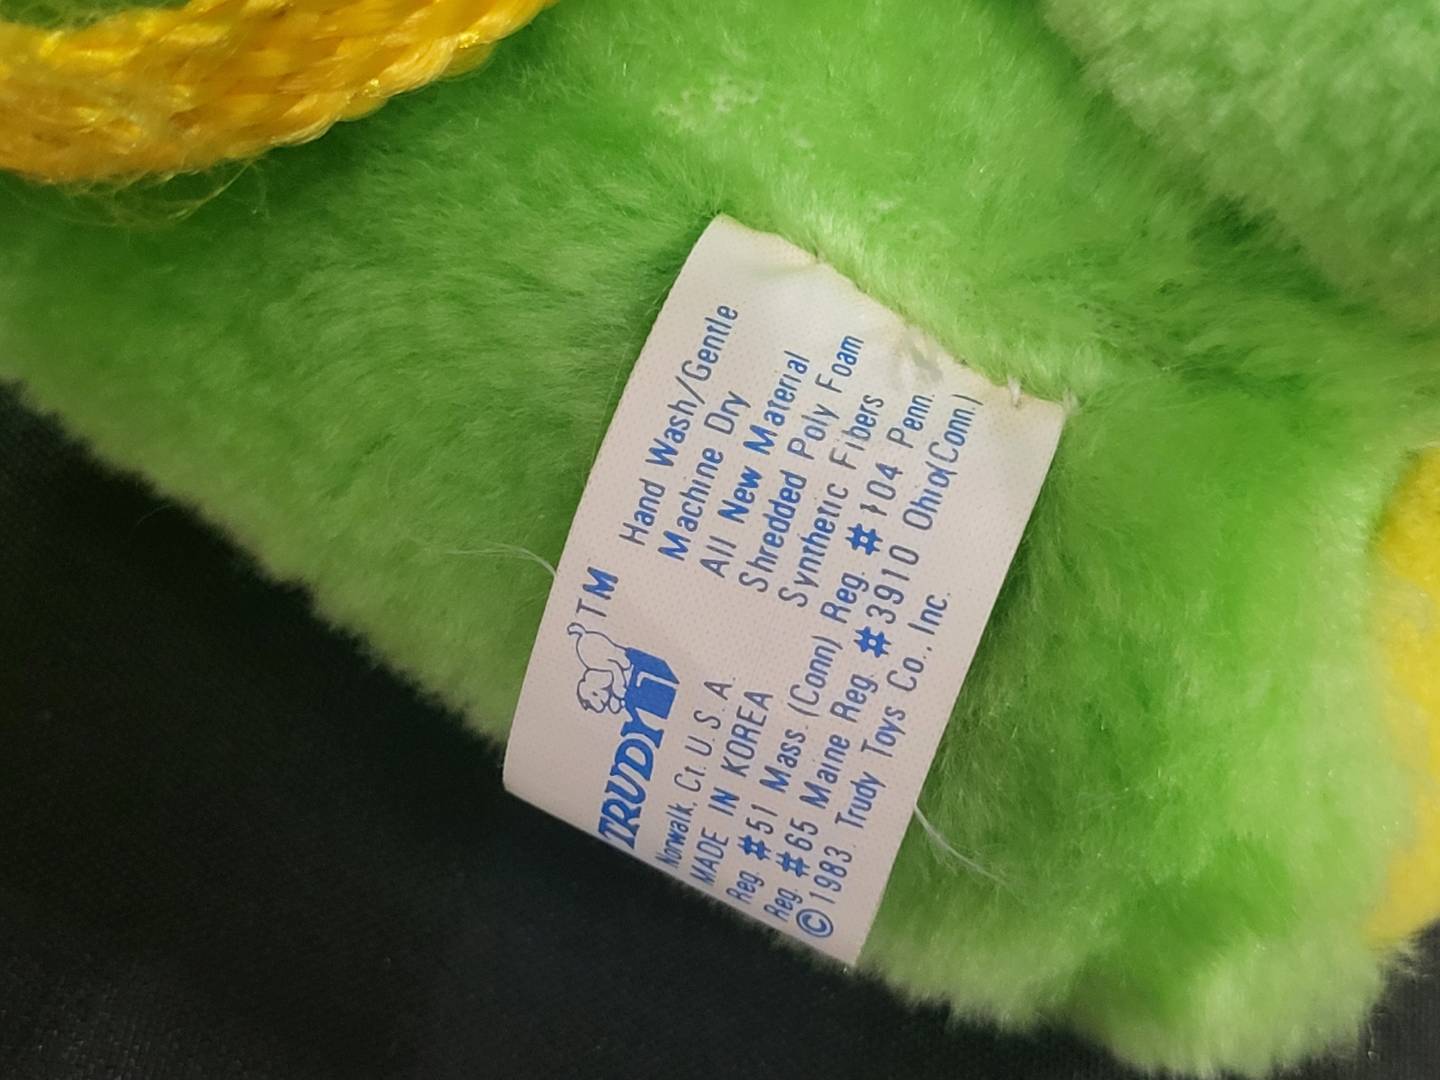 TRUDY TM
Hand Wash/Gentle
Machine Dry
All New Material
Shredded Poly Foam
Synthetic Fibers
Norwalk, Ct. U. S. A.
MADE IN KOREA
Reg. #51 Mass. (Conn) Reg. #104 Penn.
Reg. #65 Maine Reg. #3910 Ohio(Conn.)
©1983 Trudy Toys Co., Inc.